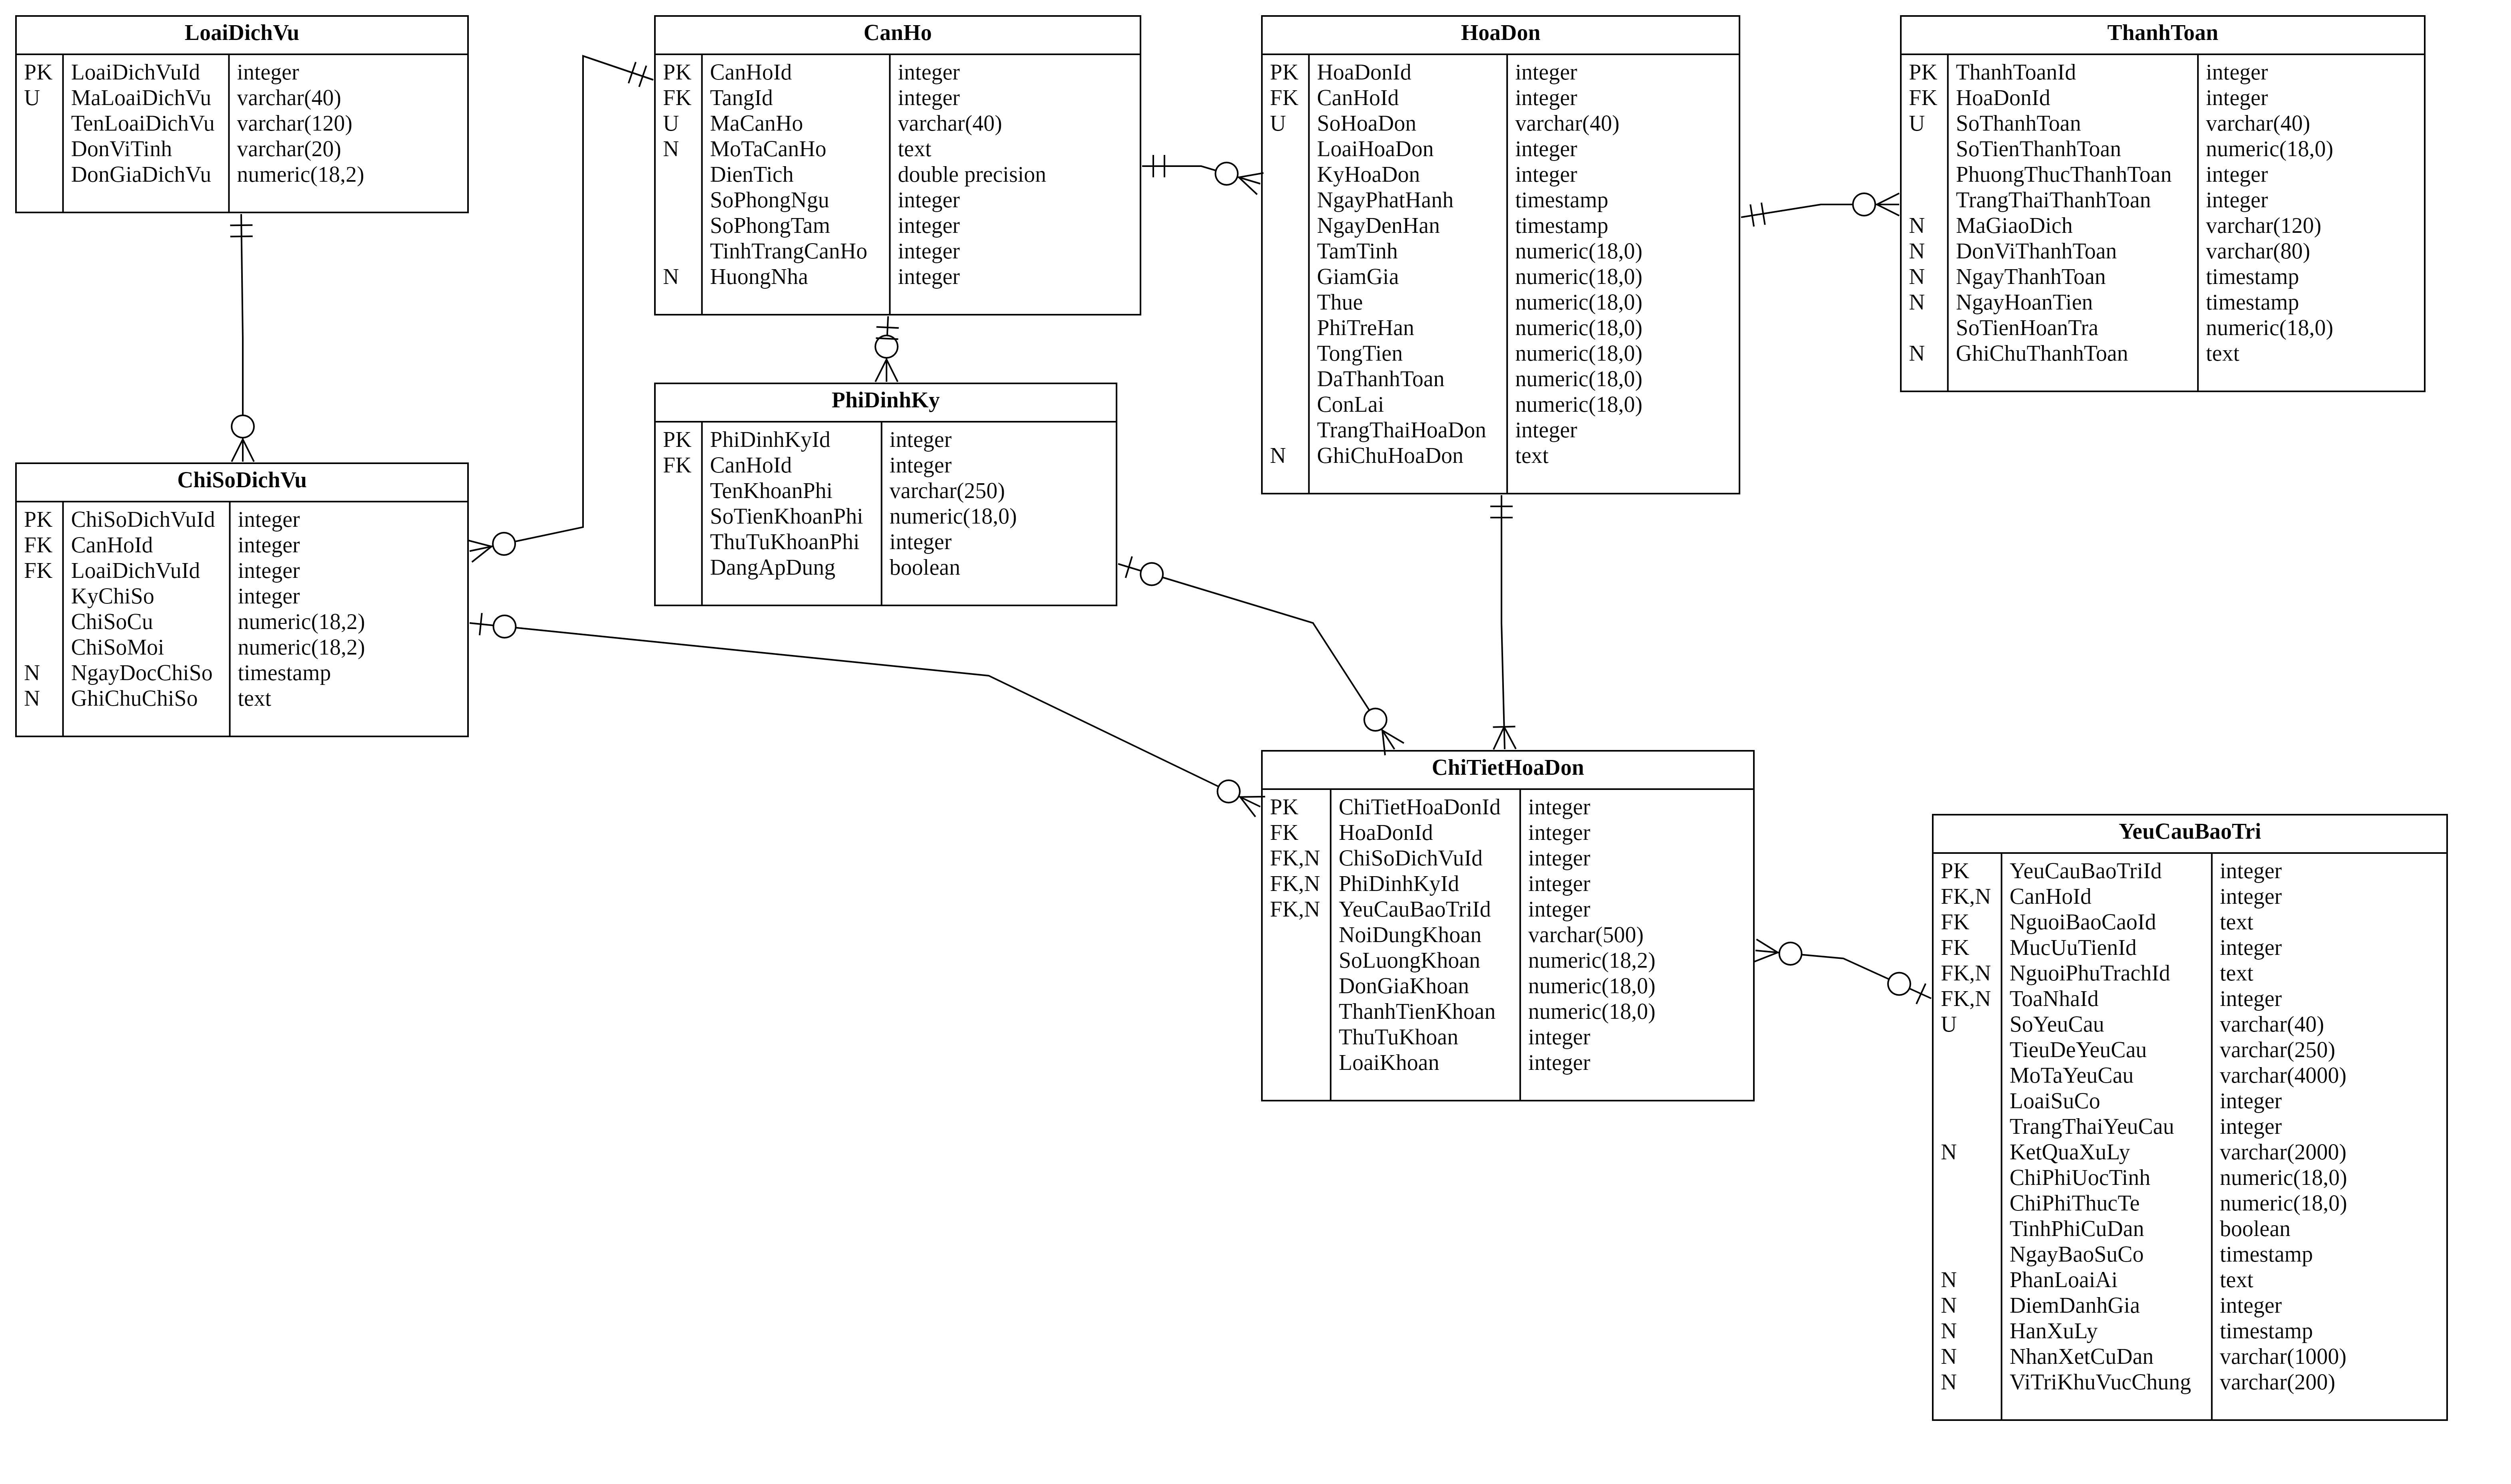 LoaiDichVu
PK LoaiDichVuId integer
U MaLoaiDichVu varchar(40)
TenLoaiDichVu varchar(120)
DonViTinh varchar(20)
DonGiaDichVu numeric(18,2)
CanHo
PK CanHoId integer
FK TangId integer
U MaCanHo varchar(40)
N MoTaCanHo text
DienTich double precision
SoPhongNgu integer
SoPhongTam integer
TinhTrangCanHo integer
N HuongNha integer
HoaDon
PK HoaDonId integer
FK CanHoId integer
U SoHoaDon varchar(40)
LoaiHoaDon integer
KyHoaDon integer
NgayPhatHanh timestamp
NgayDenHan timestamp
TamTinh numeric(18,0)
GiamGia numeric(18,0)
Thue numeric(18,0)
PhiTreHan numeric(18,0)
TongTien numeric(18,0)
DaThanhToan numeric(18,0)
ConLai numeric(18,0)
TrangThaiHoaDon integer
N GhiChuHoaDon text
ThanhToan
PK ThanhToanId integer
FK HoaDonId integer
U SoThanhToan varchar(40)
SoTienThanhToan numeric(18,0)
PhuongThucThanhToan integer
TrangThaiThanhToan integer
N MaGiaoDich varchar(120)
N DonViThanhToan varchar(80)
N NgayThanhToan timestamp
N NgayHoanTien timestamp
SoTienHoanTra numeric(18,0)
N GhiChuThanhToan text
PhiDinhKy
PK PhiDinhKyId integer
FK CanHoId integer
TenKhoanPhi varchar(250)
SoTienKhoanPhi numeric(18,0)
ThuTuKhoanPhi integer
DangApDung boolean
ChiSoDichVu
PK ChiSoDichVuId integer
FK CanHoId integer
FK LoaiDichVuId integer
KyChiSo integer
ChiSoCu numeric(18,2)
ChiSoMoi numeric(18,2)
N NgayDocChiSo timestamp
N GhiChuChiSo text
ChiTietHoaDon
PK ChiTietHoaDonId integer
FK HoaDonId integer
FK,N ChiSoDichVuId integer
FK,N PhiDinhKyId integer
FK,N YeuCauBaoTriId integer
NoiDungKhoan varchar(500)
SoLuongKhoan numeric(18,2)
DonGiaKhoan numeric(18,0)
ThanhTienKhoan numeric(18,0)
ThuTuKhoan integer
LoaiKhoan integer
YeuCauBaoTri
PK YeuCauBaoTriId integer
FK,N CanHoId integer
FK NguoiBaoCaoId text
FK MucUuTienId integer
FK,N NguoiPhuTrachId text
FK,N ToaNhaId integer
U SoYeuCau varchar(40)
TieuDeYeuCau varchar(250)
MoTaYeuCau varchar(4000)
LoaiSuCo integer
TrangThaiYeuCau integer
N KetQuaXuLy varchar(2000)
ChiPhiUocTinh numeric(18,0)
ChiPhiThucTe numeric(18,0)
TinhPhiCuDan boolean
NgayBaoSuCo timestamp
N PhanLoaiAi text
N DiemDanhGia integer
N HanXuLy timestamp
N NhanXetCuDan varchar(1000)
N ViTriKhuVucChung varchar(200)